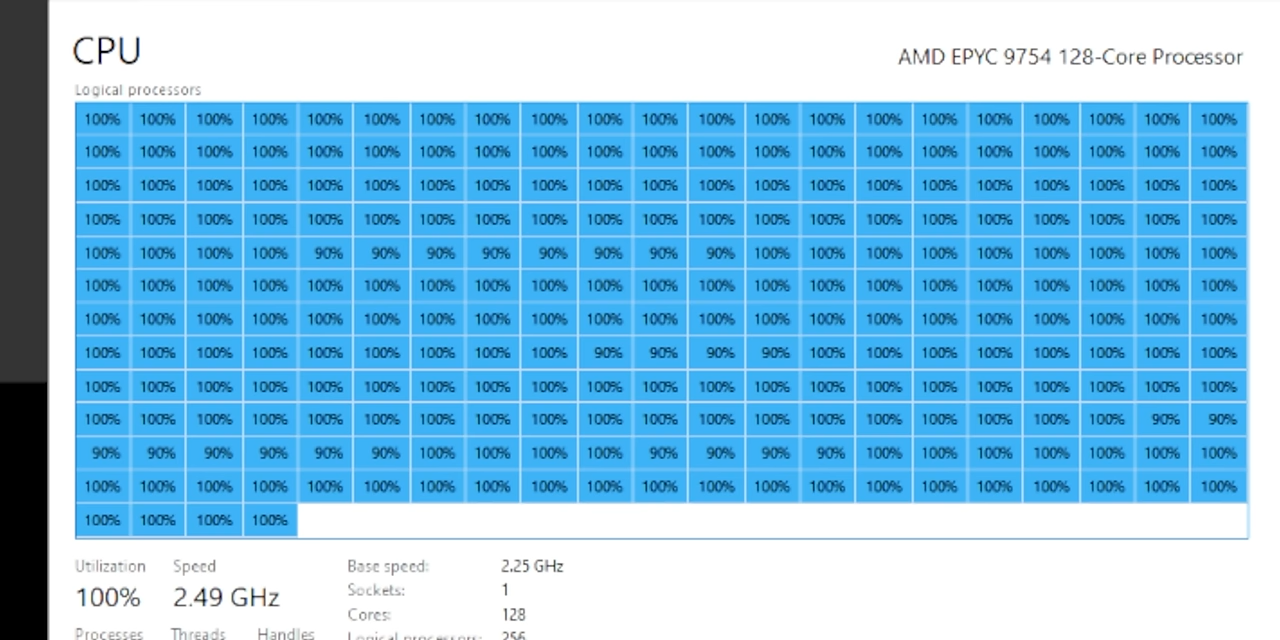 CPU
AMD EPYC 9754 128-Core Processor
Logical processors
100% 100% 100% 100% 100% 100% 100% 100% 100% 100% 100% 100% 100% 100% 100% 100% 100% 100% 100% 100% 100%
100% 100% 100% 100% 100% 100% 100% 100% 100% 100% 100% 100% 100% 100% 100% 100% 100% 100% 100% 100% 100%
100% 100% 100% 100% 100% 100% 100% 100% 100% 100% 100% 100% 100% 100% 100% 100% 100% 100% 100% 100% 100%
100% 100% 100% 100% 100% 100% 100% 100% 100% 100% 100% 100% 100% 100% 100% 100% 100% 100% 100% 100% 100%
100% 100% 100% 100% 90% 90% 90% 90% 90% 90% 90% 90% 100% 100% 100% 100% 100% 100% 100% 100% 100%
100% 100% 100% 100% 100% 100% 100% 100% 100% 100% 100% 100% 100% 100% 100% 100% 100% 100% 100% 100% 100%
100% 100% 100% 100% 100% 100% 100% 100% 100% 100% 100% 100% 100% 100% 100% 100% 100% 100% 100% 100% 100%
100% 100% 100% 100% 100% 100% 100% 100% 100% 90% 90% 90% 90% 100% 100% 100% 100% 100% 100% 100% 100%
100% 100% 100% 100% 100% 100% 100% 100% 100% 100% 100% 100% 100% 100% 100% 100% 100% 100% 100% 100% 100%
100% 100% 100% 100% 100% 100% 100% 100% 100% 100% 100% 100% 100% 100% 100% 100% 100% 100% 100% 90% 90%
90% 90% 90% 90% 90% 90% 100% 100% 100% 100% 90% 90% 90% 90% 100% 100% 100% 100% 100% 100% 100%
100% 100% 100% 100% 100% 100% 100% 100% 100% 100% 100% 100% 100% 100% 100% 100% 100% 100% 100% 100% 100%
100% 100% 100% 100%
Utilization Speed Base speed: 2.25 GHz
100% 2.49 GHz Sockets: 1
Cores: 128
Processes Threads Handles Logical processors: 256